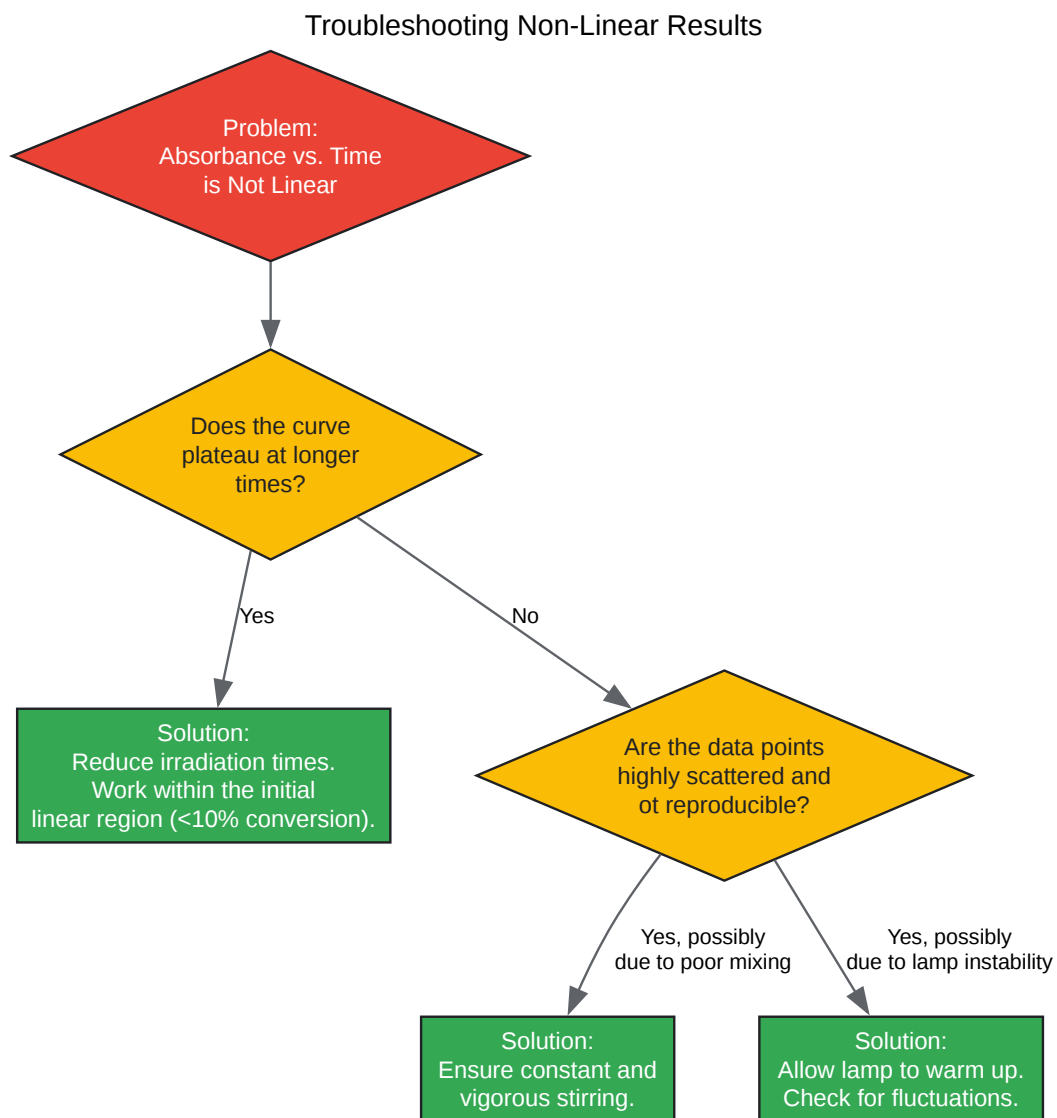 Troubleshooting Non-Linear Results
Problem:
Absorbance vs. Time
is Not Linear
Does the curve
plateau at longer
times?
Yes
No
Solution:
Reduce irradiation times.
Work within the initial
linear region (<10% conversion).
Are the data points
highly scattered and
ot reproducible?
Yes, possibly
due to poor mixing
Yes, possibly
due to lamp instability
Solution:
Ensure constant and
vigorous stirring.
Solution:
Allow lamp to warm up.
Check for fluctuations.